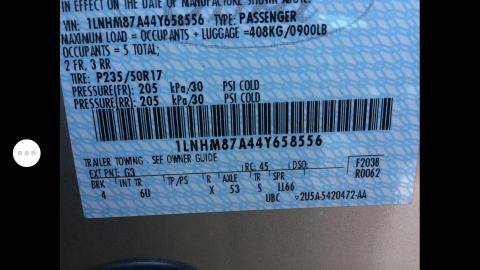 IN EFFECT ON THE DATE OF MANUFACTURE SHOWN ABOVE.
VIN: 1LNHM87A44Y658556 TYPE: PASSENGER
MAXIMUM LOAD = OCCUPANTS + LUGGAGE =408KG/0900LB
OCCUPANTS = 5 TOTAL;
2 FR, 3 RR
TIRE: P235/50R17
PRESSURE(FR): 205 kPa/30 PSI COLD
PRESSURE(RR): 205 kPa/30 PSI COLD
1LNHM87A44Y658556
TRAILER TOWING - SEE OWNER GUIDE
EXT PNT: G3 RC: 45 DSO: F2038
BRK INT TR TP/PS R AXLE TR SPR R0062
4 6U X 53 S LL66
UBC 2U5A-5420472-AA